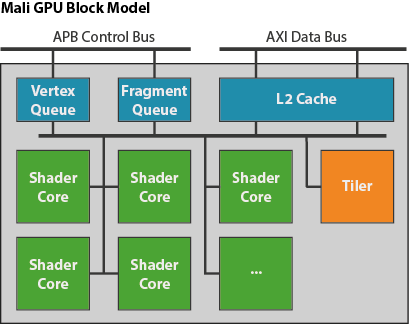 Mali GPU Block Model
APB Control Bus
AXI Data Bus
Vertex
Queue
Fragment
Queue
L2 Cache
Shader
Core
Shader
Core
Shader
Core
Tiler
Shader
Core
Shader
Core
...